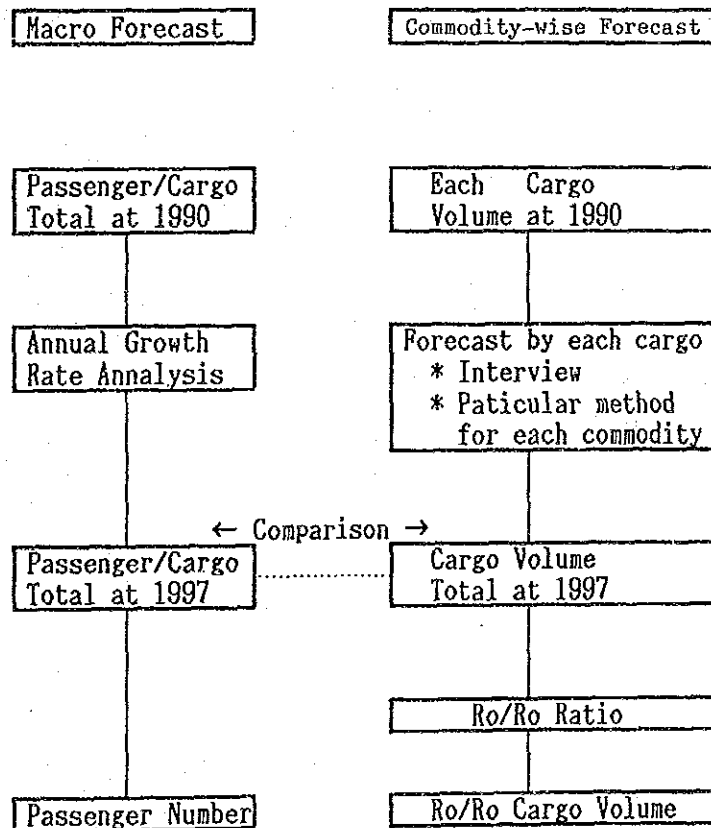 Macro Forecast
Commodity-wise Forecast
Passenger/Cargo
Total at 1990
Each Cargo
Volume at 1990
Annual Growth
Rate Annalysis
Forecast by each cargo
* Interview
* Paticular method
for each commodity
← Comparison →
Passenger/Cargo
Total at 1997
Cargo Volume
Total at 1997
Ro/Ro Ratio
Passenger Number
Ro/Ro Cargo Volume